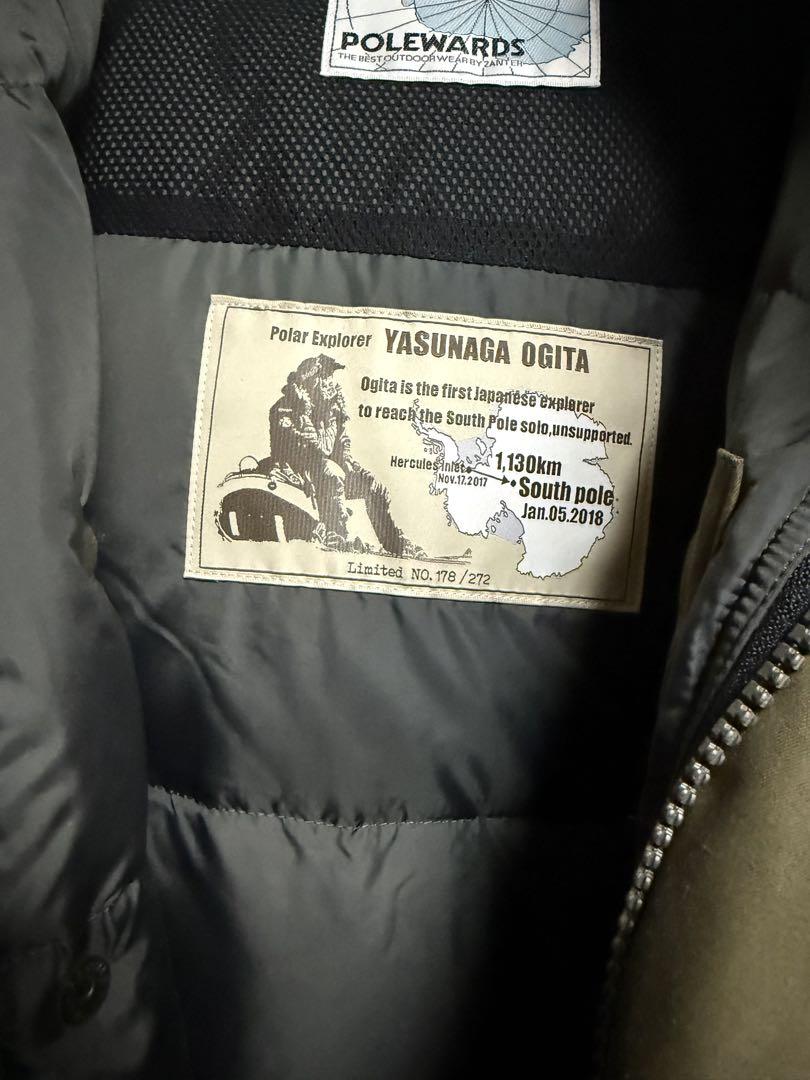 POLEWARDS
THE BEST OUTDOOR WEAR BY ZANTER
Polar Explorer YASUNAGA OGITA
Ogita is the first Japanese explorer
to reach the South Pole solo,unsupported.
Hercules Inlet
Nov.17.2017
1,130km
South pole
Jan.05.2018
Limited NO. 178 / 272